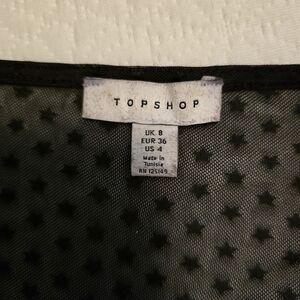 TOPSHOP
UK 8
EUR 36
US 4
Made in
Tunisia
RN 125149